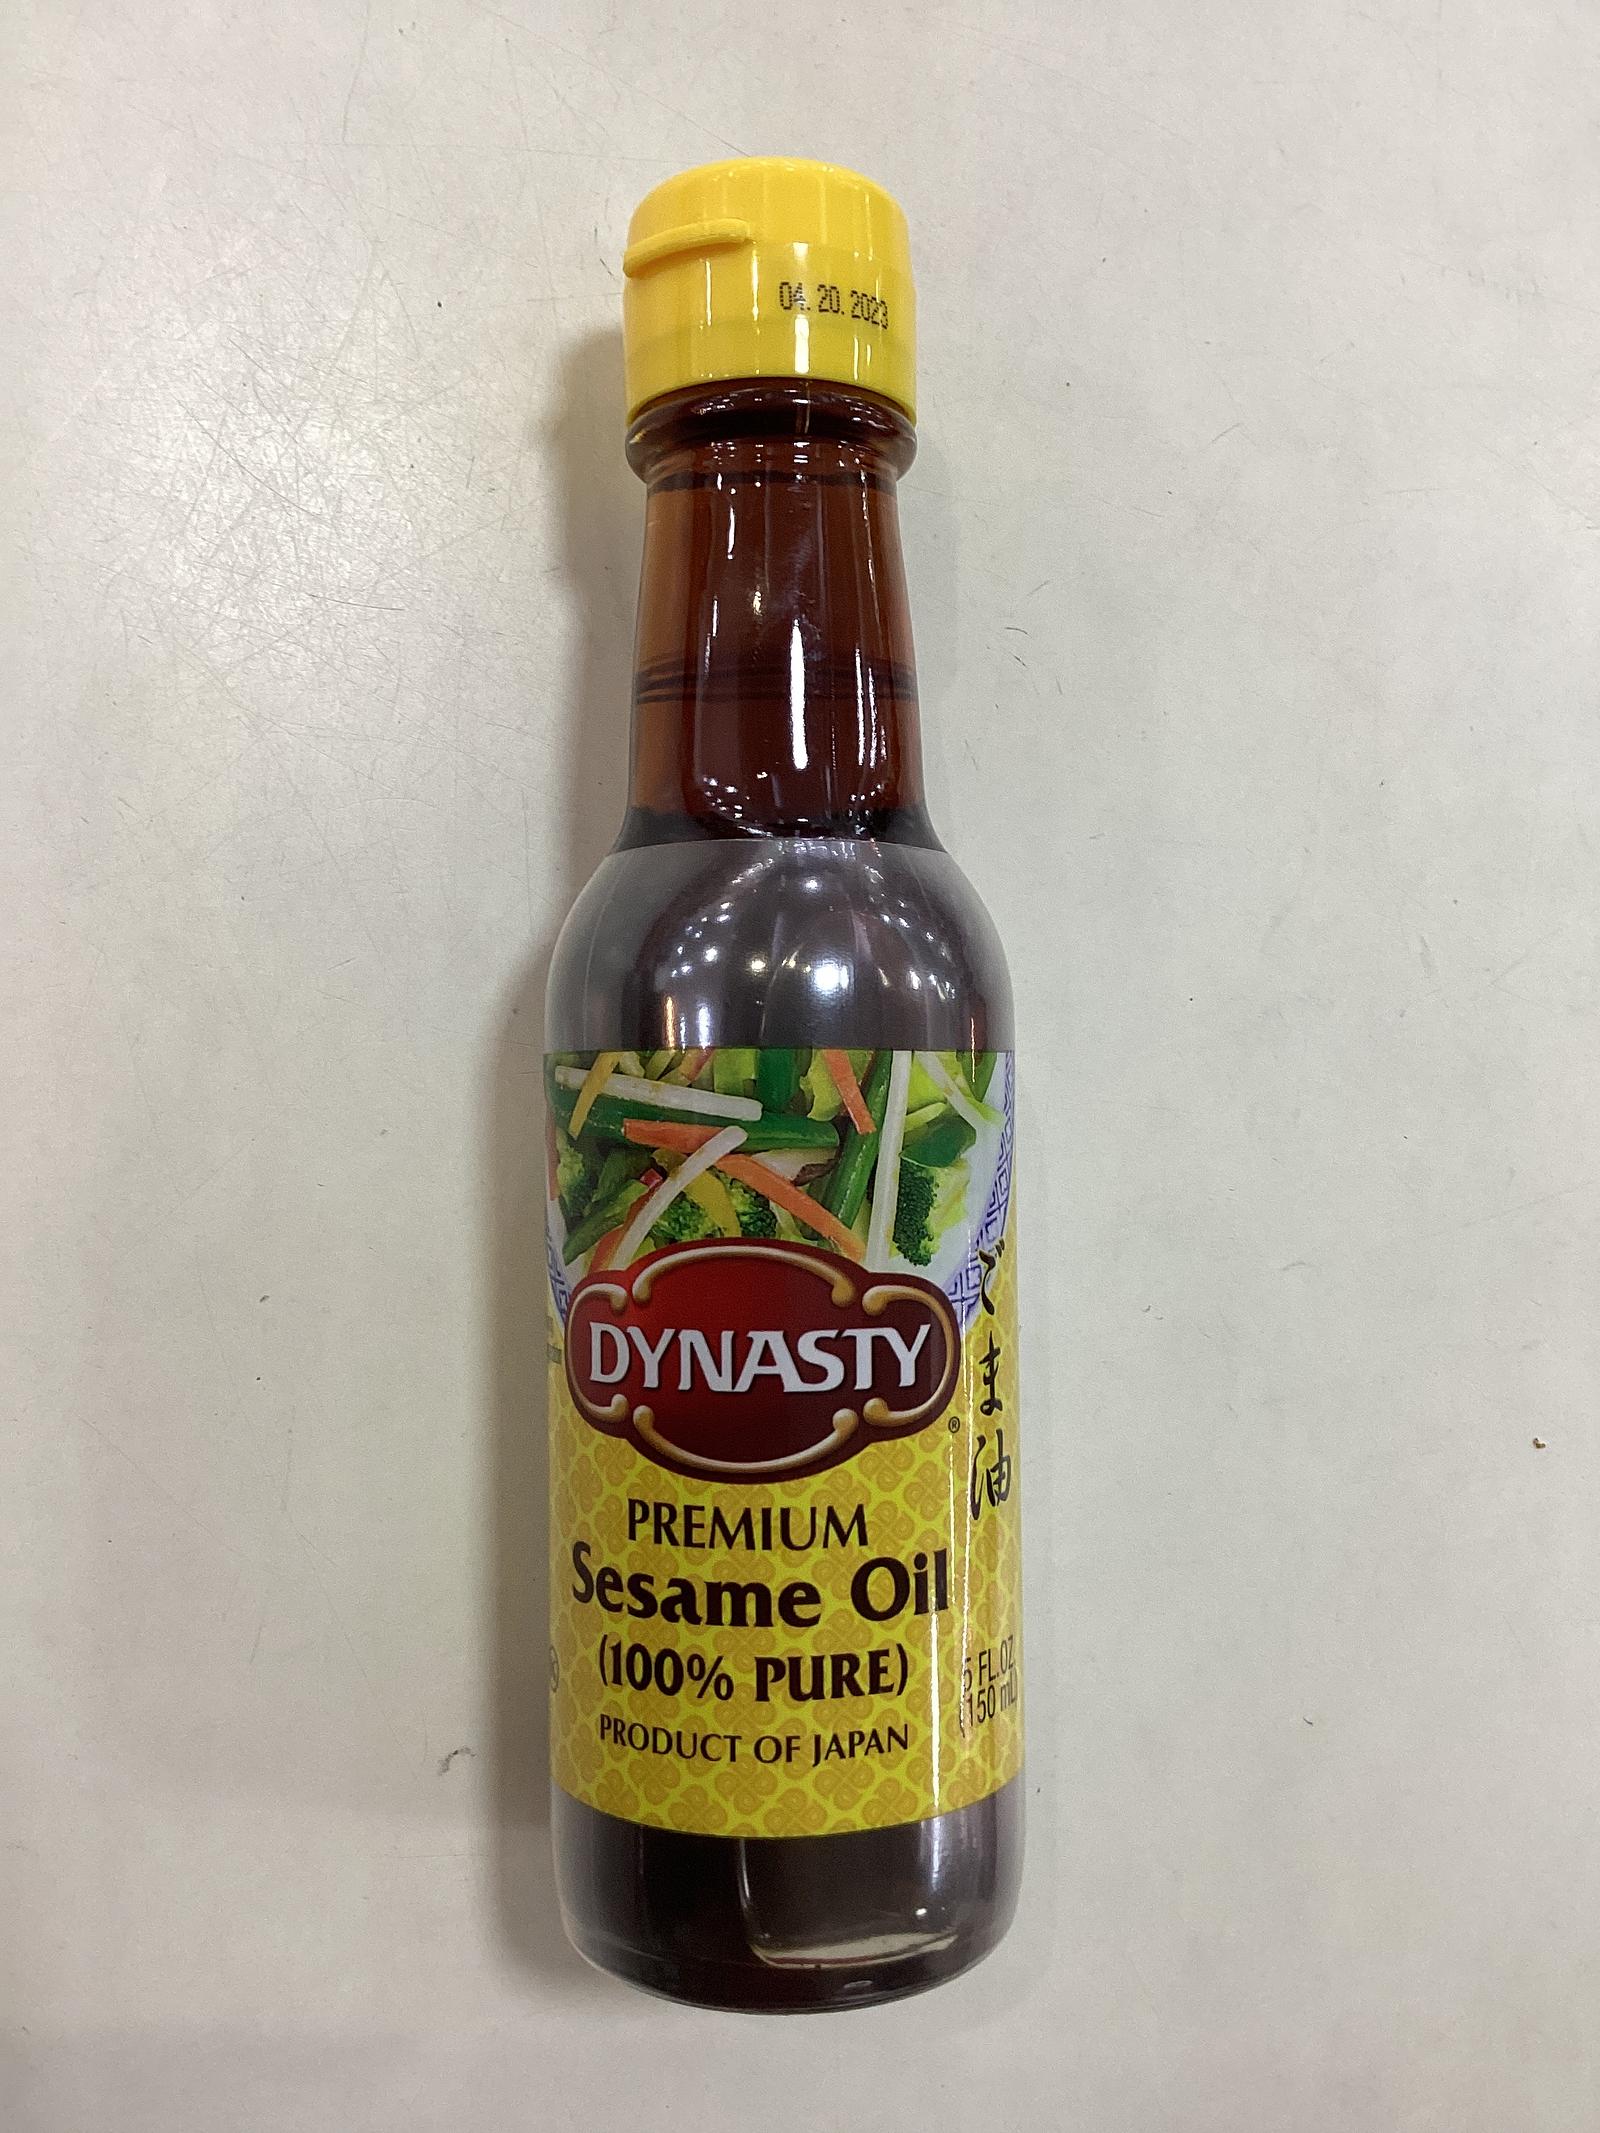 04. 20. 2023
DYNASTY
®
ごま油
PREMIUM
Sesame Oil
(100% PURE)
PRODUCT OF JAPAN
5 FL.OZ.
(150 mL)